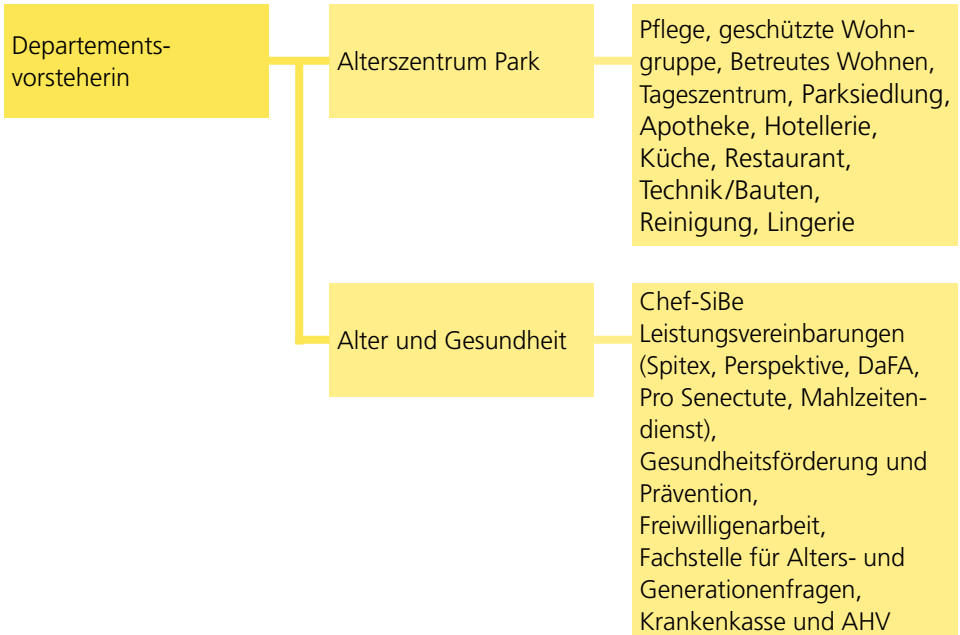 Departements-
vorsteherin
Alterszentrum Park
Pflege, geschützte Wohn-
gruppe, Betreutes Wohnen,
Tageszentrum, Parksiedlung,
Apotheke, Hotellerie,
Küche, Restaurant,
Technik/Bauten,
Reinigung, Lingerie
Alter und Gesundheit
Chef-SiBe
Leistungsvereinbarungen
(Spitex, Perspektive, DaFA,
Pro Senectute, Mahlzeiten-
dienst),
Gesundheitsförderung und
Prävention,
Freiwilligenarbeit,
Fachstelle für Alters- und
Generationenfragen,
Krankenkasse und AHV